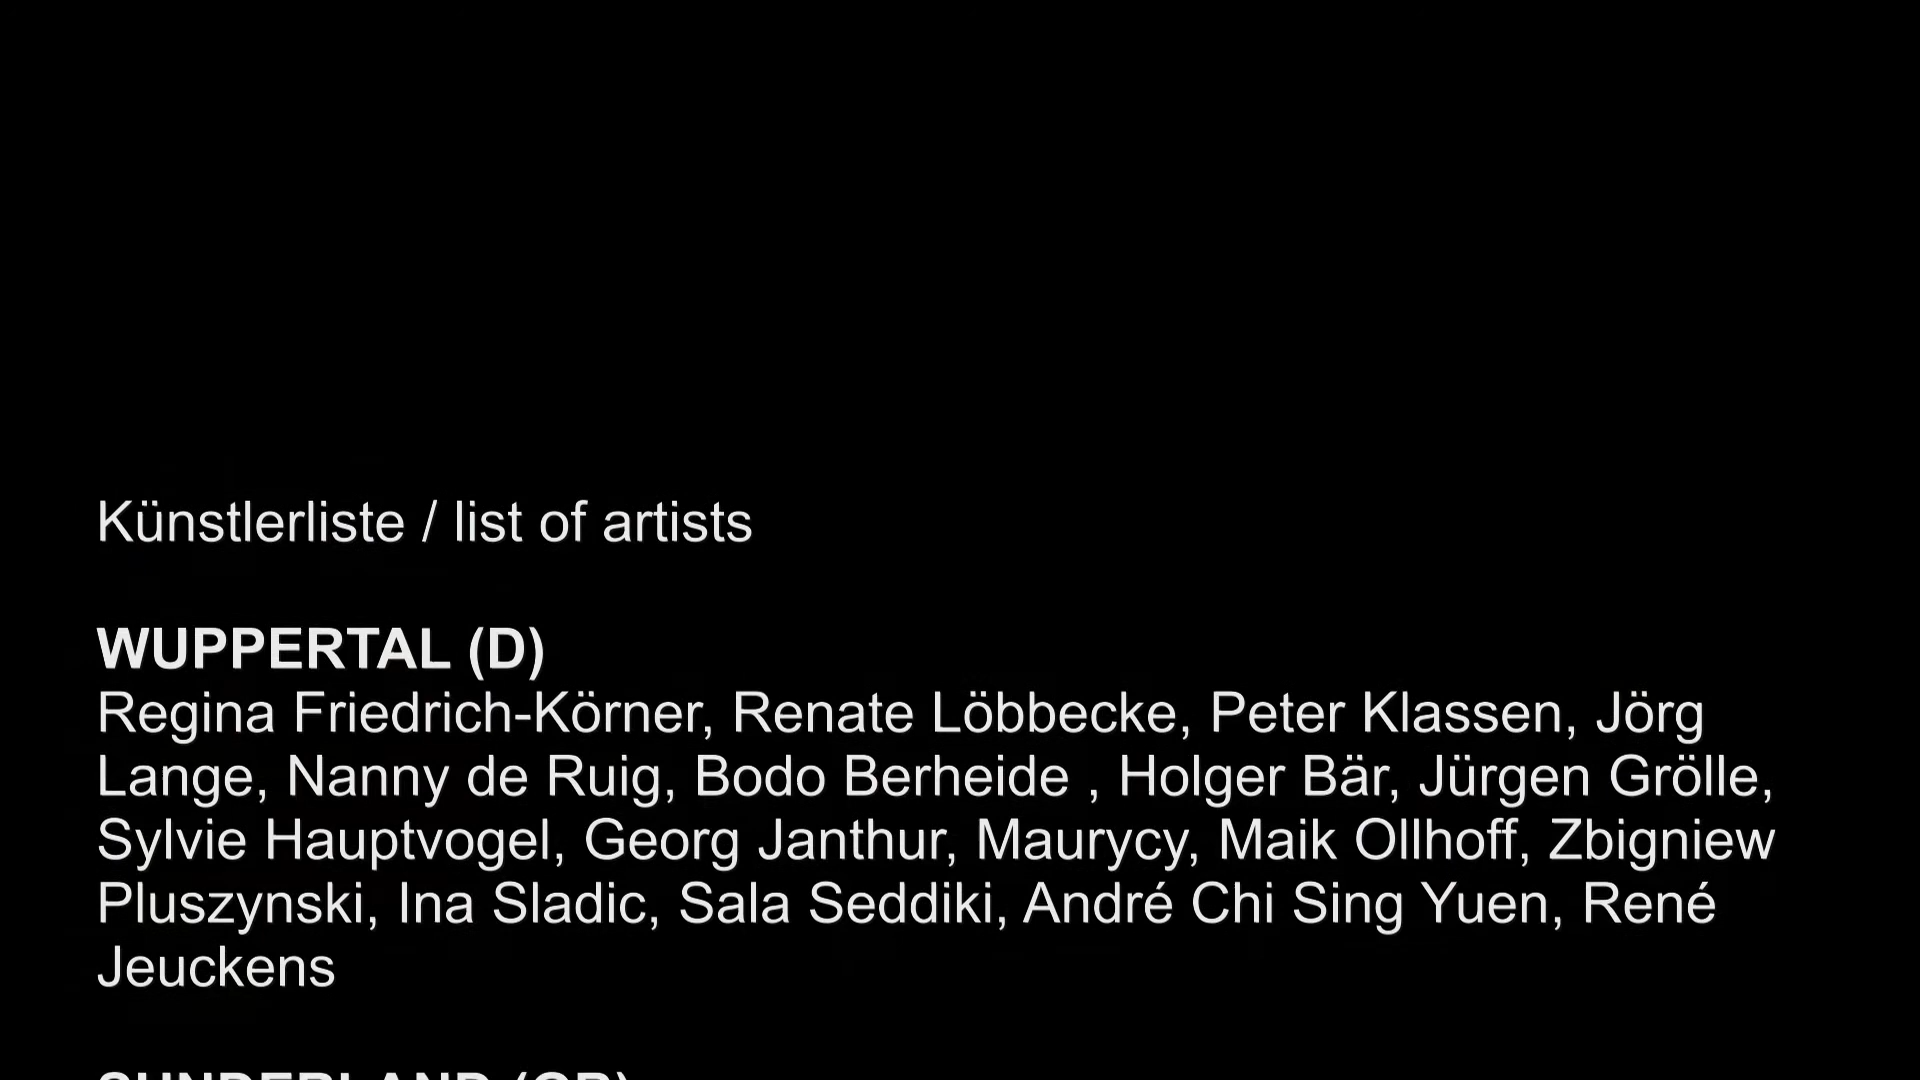 Künstlerliste / list of artists
WUPPERTAL (D)
Regina Friedrich-Körner, Renate Löbbecke, Peter Klassen, Jörg
Lange, Nanny de Ruig, Bodo Berheide , Holger Bär, Jürgen Grölle,
Sylvie Hauptvogel, Georg Janthur, Maurycy, Maik Ollhoff, Zbigniew
Pluszynski, Ina Sladic, Sala Seddiki, André Chi Sing Yuen, René
Jeuckens
SUNDERLAND (GB)